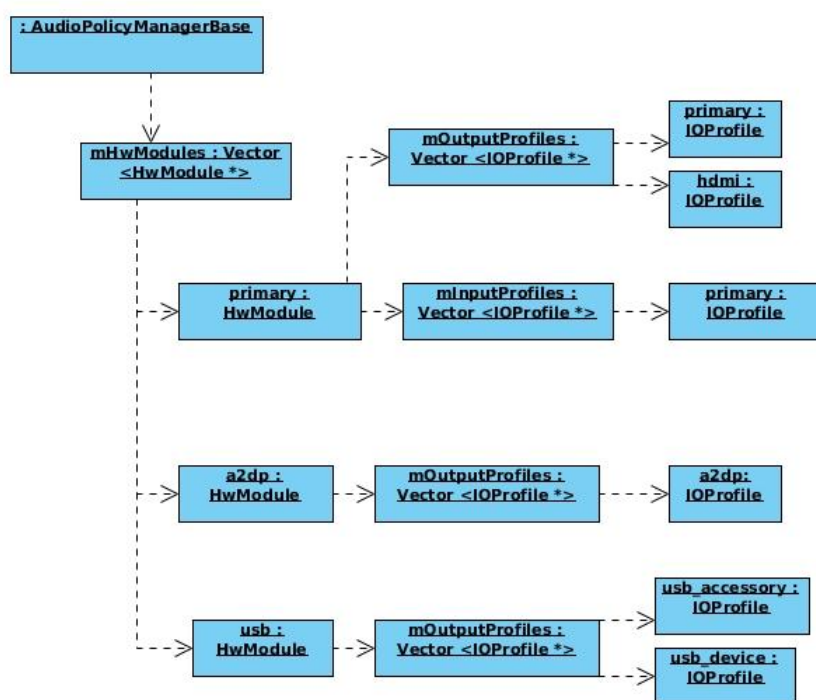 : AudioPolicyManagerBase
mHwModules : Vector
<HwModule *>
mOutputProfiles :
Vector <IOProfile *>
primary :
IOProfile
hdmi :
IOProfile
primary :
HwModule
mInputProfiles :
Vector <IOProfile *>
primary :
IOProfile
a2dp :
HwModule
mOutputProfiles :
Vector <IOProfile *>
a2dp:
IOProfile
usb :
HwModule
mOutputProfiles :
Vector <IOProfile *>
usb_accessory :
IOProfile
usb_device :
IOProfile